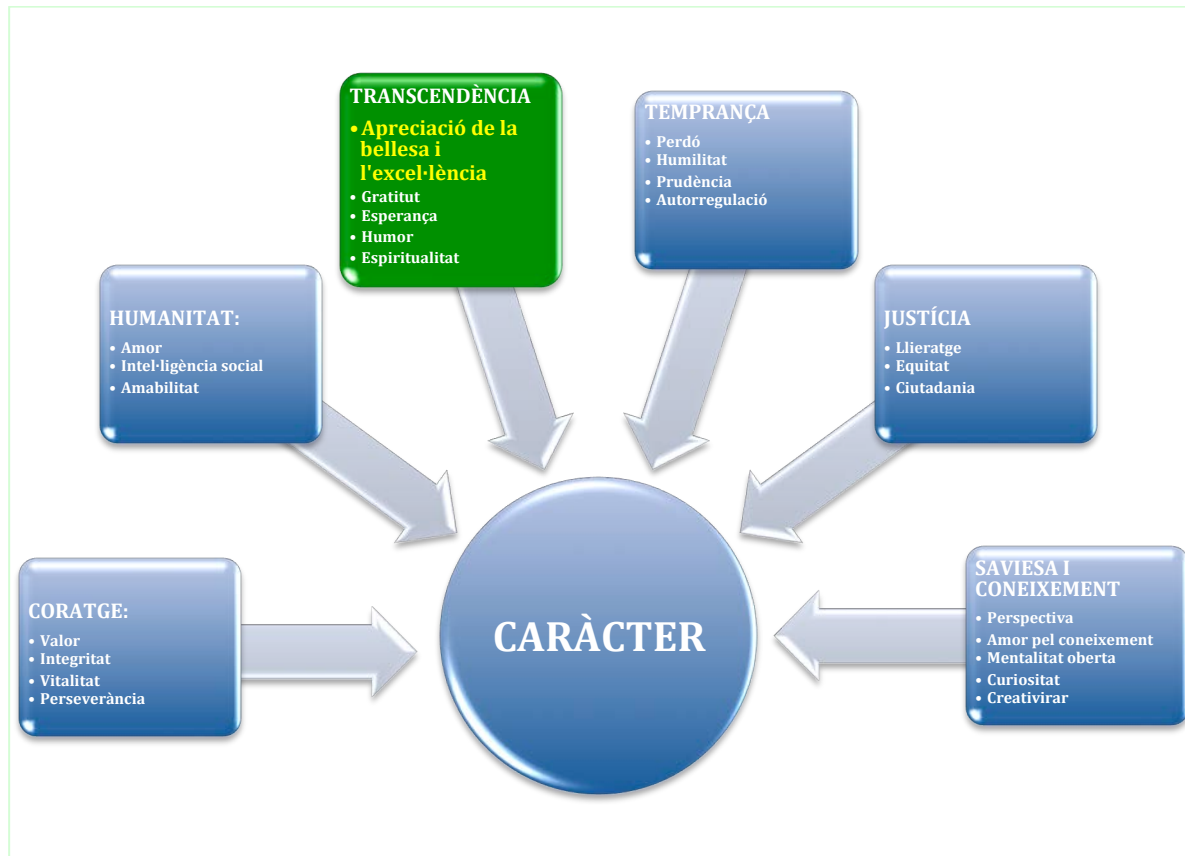 TRANSCENDÈNCIA
• Apreciació de la
bellesa i
l'excel·lència
• Gratitut
• Esperança
• Humor
• Espiritualitat
TEMPRANÇA
• Perdó
• Humilitat
• Prudència
• Autorregulació
HUMANITAT:
• Amor
• Intel·ligència social
• Amabilitat
JUSTÍCIA
• Llieratge
• Equitat
• Ciutadania
CORATGE:
• Valor
• Integritat
• Vitalitat
• Perseverància
CARÀCTER
SAVIESA I
CONEIXEMENT
• Perspectiva
• Amor pel coneixement
• Mentalitat oberta
• Curiositat
• Creativirar